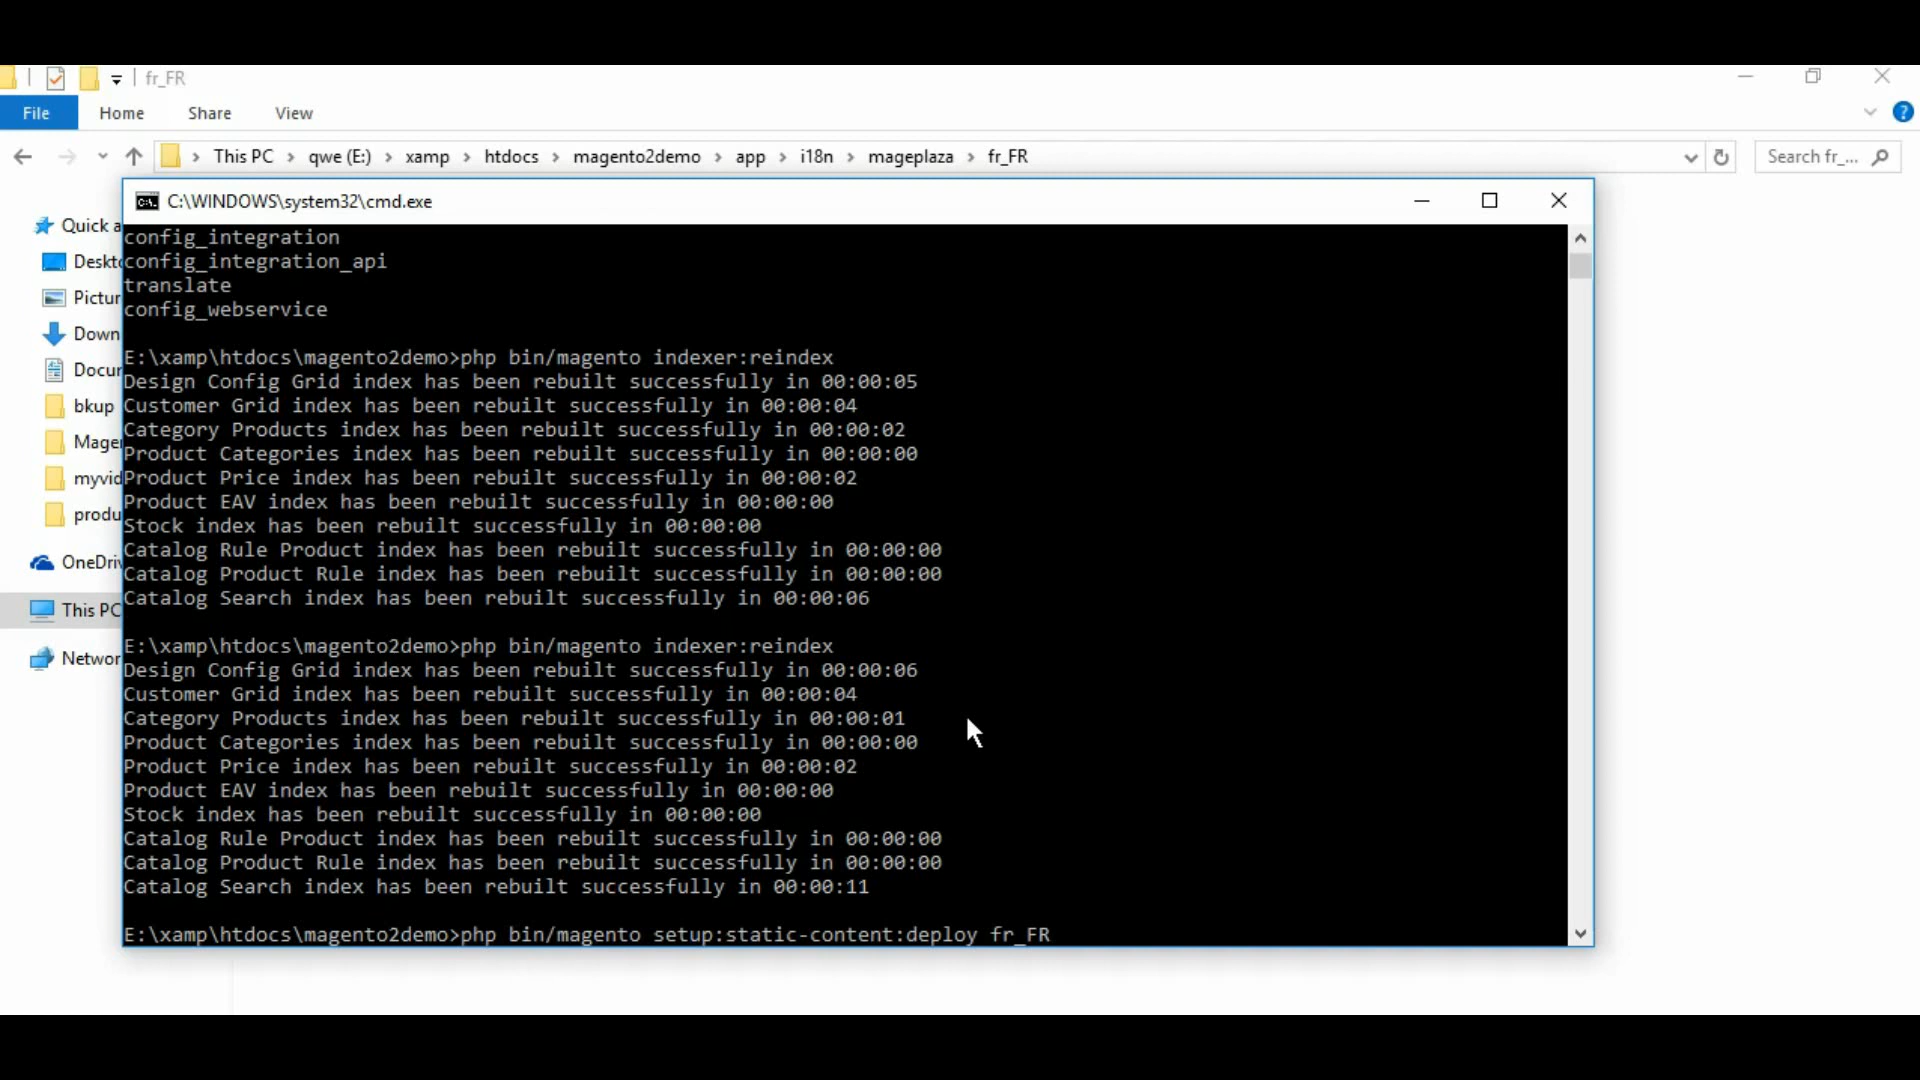 fr_FR
File Home Share View
This PC qwe (E:) xamp htdocs magento2demo app i18n mageplaza fr_FR
Search fr_...
C:\WINDOWS\system32\cmd.exe
Quick a
Deskto
Pictur
Down
Docum
bkup
Magen
myvid
produ
OneDriv
This PC
Networ
config_integration
config_integration_api
translate
config_webservice
E:\xamp\htdocs\magento2demo>php bin/magento indexer:reindex
Design Config Grid index has been rebuilt successfully in 00:00:05
Customer Grid index has been rebuilt successfully in 00:00:04
Category Products index has been rebuilt successfully in 00:00:02
Product Categories index has been rebuilt successfully in 00:00:00
Product Price index has been rebuilt successfully in 00:00:02
Product EAV index has been rebuilt successfully in 00:00:00
Stock index has been rebuilt successfully in 00:00:00
Catalog Rule Product index has been rebuilt successfully in 00:00:00
Catalog Product Rule index has been rebuilt successfully in 00:00:00
Catalog Search index has been rebuilt successfully in 00:00:06
E:\xamp\htdocs\magento2demo>php bin/magento indexer:reindex
Design Config Grid index has been rebuilt successfully in 00:00:06
Customer Grid index has been rebuilt successfully in 00:00:04
Category Products index has been rebuilt successfully in 00:00:01
Product Categories index has been rebuilt successfully in 00:00:00
Product Price index has been rebuilt successfully in 00:00:02
Product EAV index has been rebuilt successfully in 00:00:00
Stock index has been rebuilt successfully in 00:00:00
Catalog Rule Product index has been rebuilt successfully in 00:00:00
Catalog Product Rule index has been rebuilt successfully in 00:00:00
Catalog Search index has been rebuilt successfully in 00:00:11
E:\xamp\htdocs\magento2demo>php bin/magento setup:static-content:deploy fr_FR